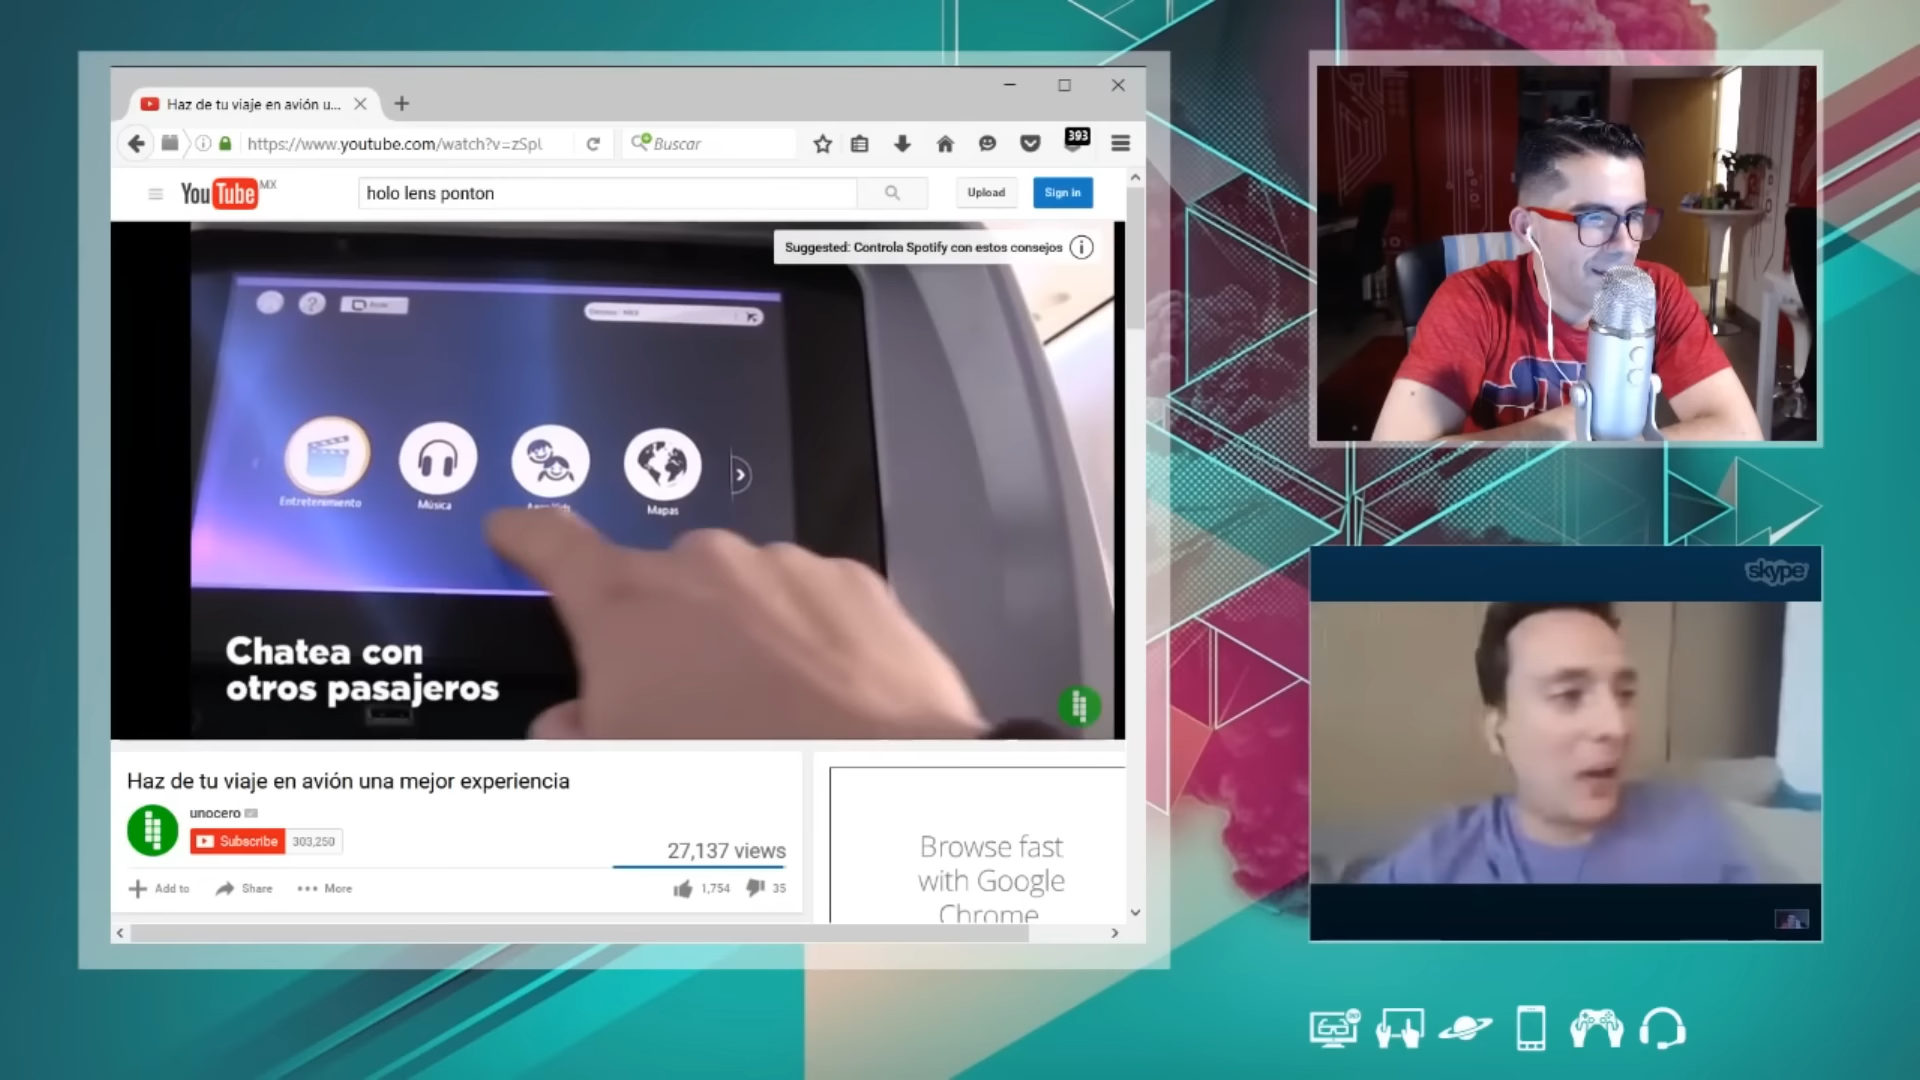 Haz de tu viaje en avión u...
https://www.youtube.com/watch?v=zSpl
Buscar
393
YouTube MX
holo lens ponton
Upload
Sign in
Suggested: Controla Spotify con estos consejos
Entretenimiento
Música
Mapas
Chatea con
otros pasajeros
Haz de tu viaje en avión una mejor experiencia
unocero
Subscribe
303,250
27,137 views
Add to
Share
More
1,754
35
Browse fast
with Google
Chrome
skype